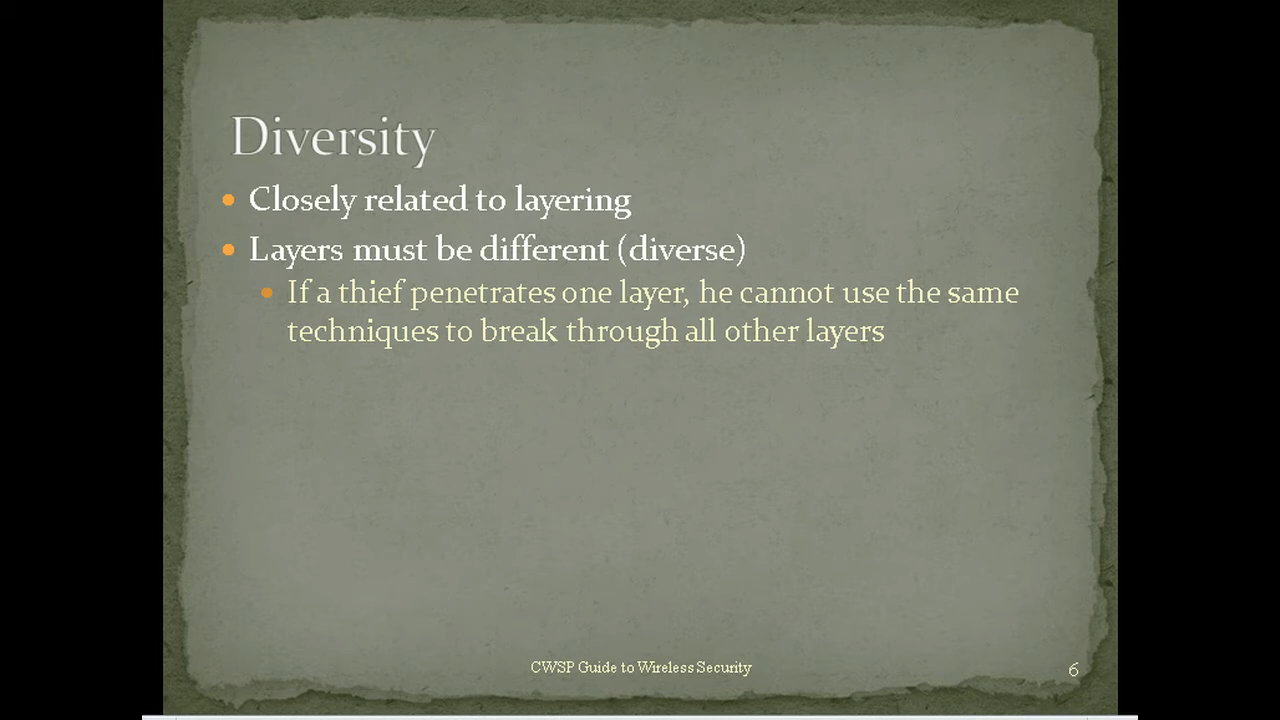 Diversity
• Closely related to layering
• Layers must be different (diverse)
• If a thief penetrates one layer, he cannot use the same
techniques to break through all other layers
CWSP Guide to Wireless Security
6